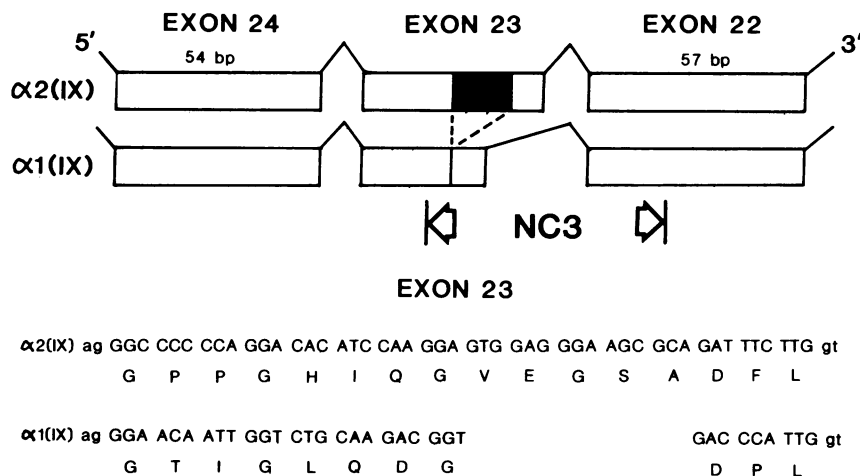 EXON 24 EXON 23 EXON 22
5' 3'
54 bp 57 bp
α2(IX)
α1(IX)
NC3
EXON 23
α2(IX) ag GGC CCC CCA GGA CAC ATC CAA GGA GTG GAG GGA AGC GCA GAT TTC TTG gt
G P P G H I Q G V E G S A D F L
α1(IX) ag GGA ACA ATT GGT CTG CAA GAC GGT GAC CCA TTG gt
G T I G L Q D G D P L